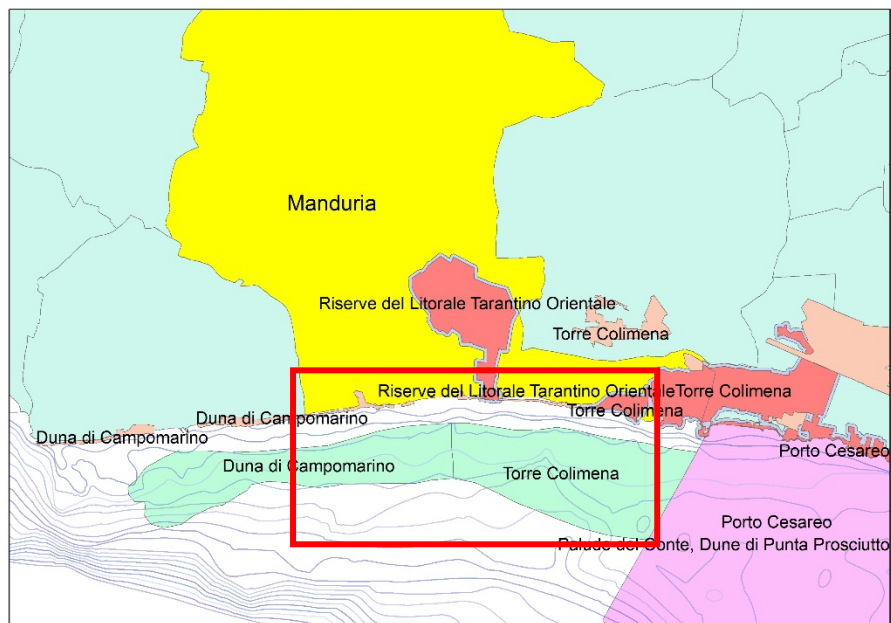 Manduria
Riserve del Litorale Tarantino Orientale
Torre Colimena
Riserve del Litorale Tarantino Orientale
Torre Colimena
Torre Colimena
Duna di Campomarino
Duna di Campomarino
Porto Cesareo
Duna di Campomarino
Torre Colimena
Porto Cesareo
Palude del Conte, Dune di Punta Prosciutto